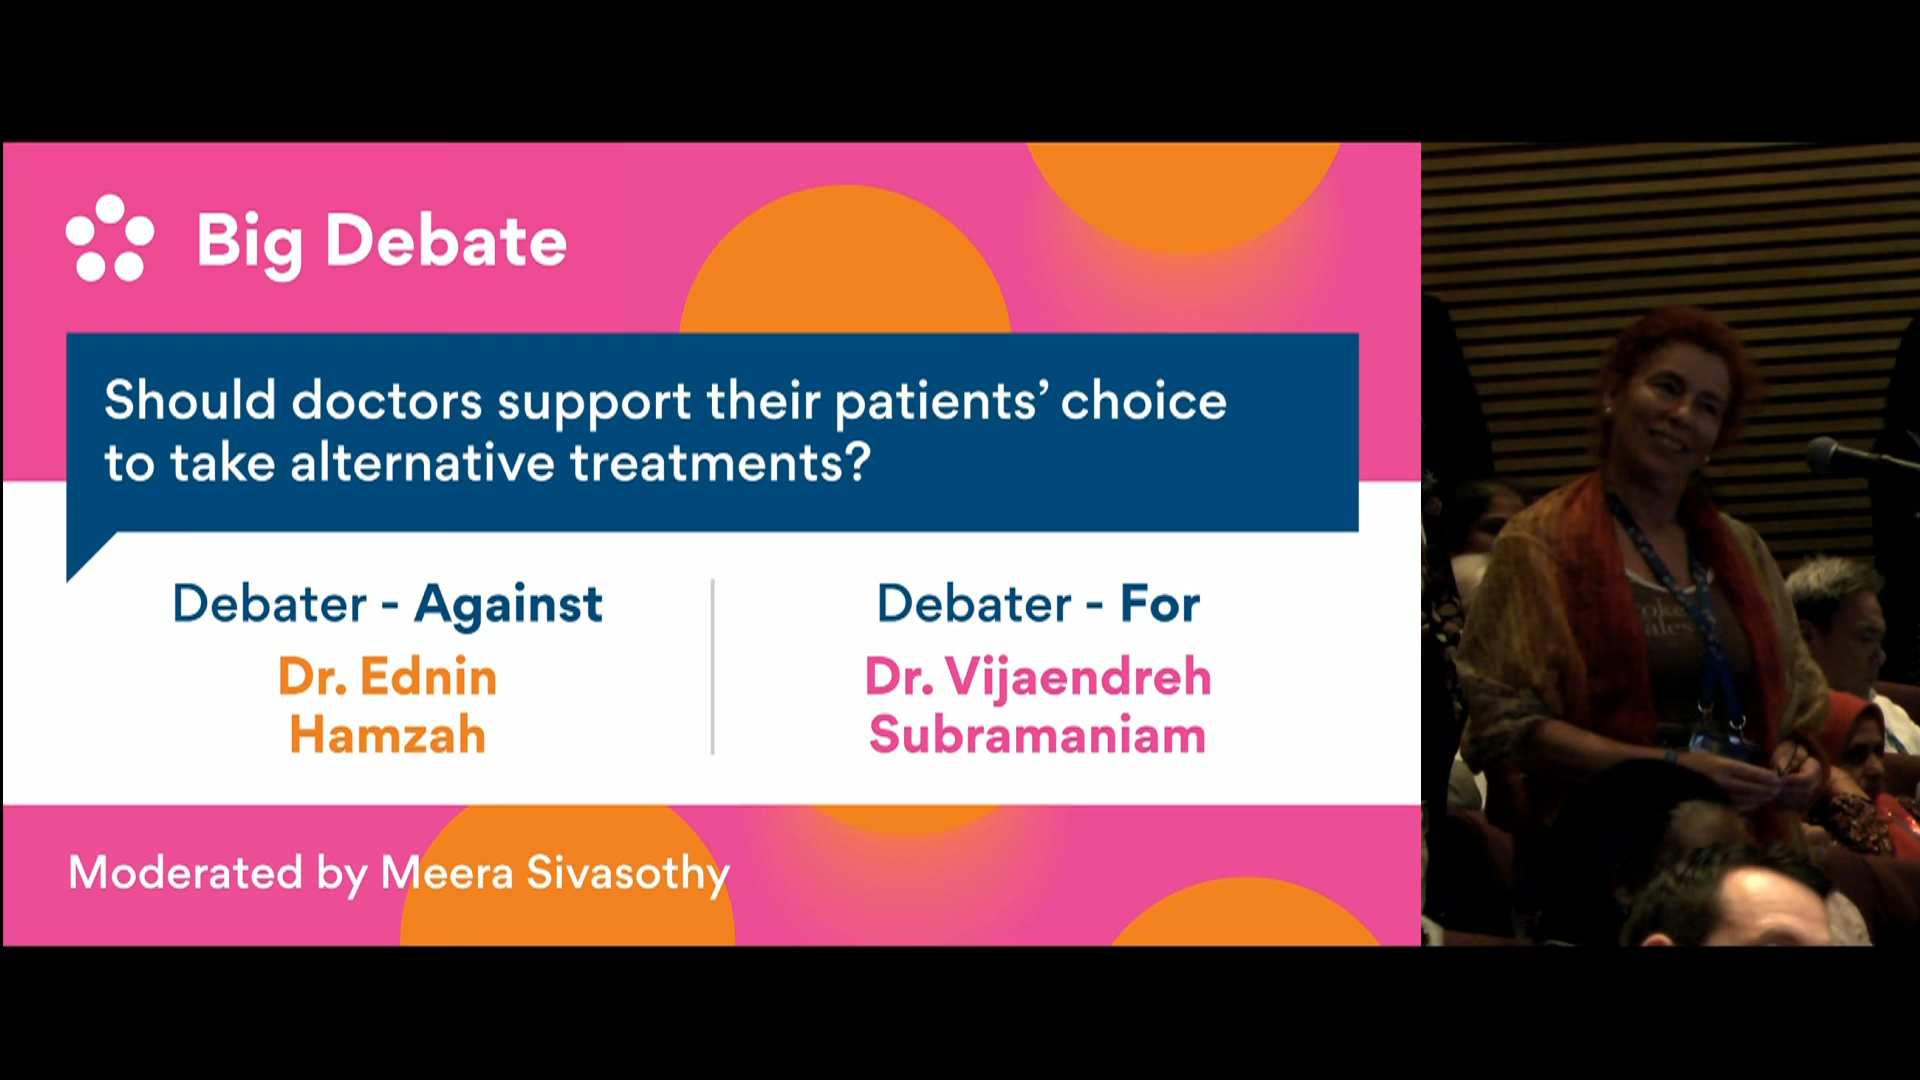 Big Debate
Should doctors support their patients’ choice
to take alternative treatments?
Debater - Against
Dr. Ednin
Hamzah
Debater - For
Dr. Vijaendreh
Subramaniam
Moderated by Meera Sivasothy